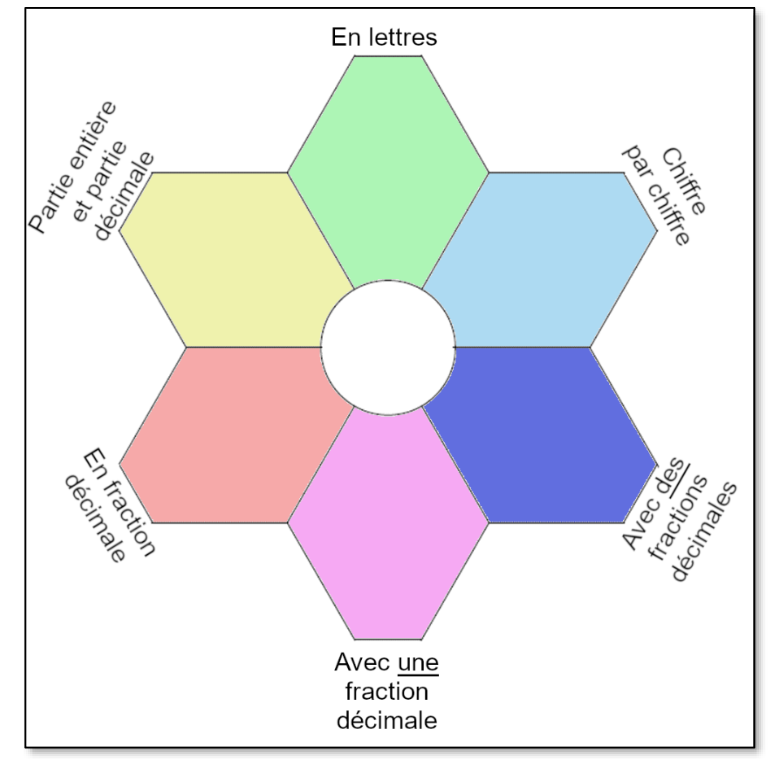 En lettres
Partie entière
et partie
décimale
Chiffre
par chiffre
En fraction
décimale
Avec des
fractions
décimales
Avec une
fraction
décimale